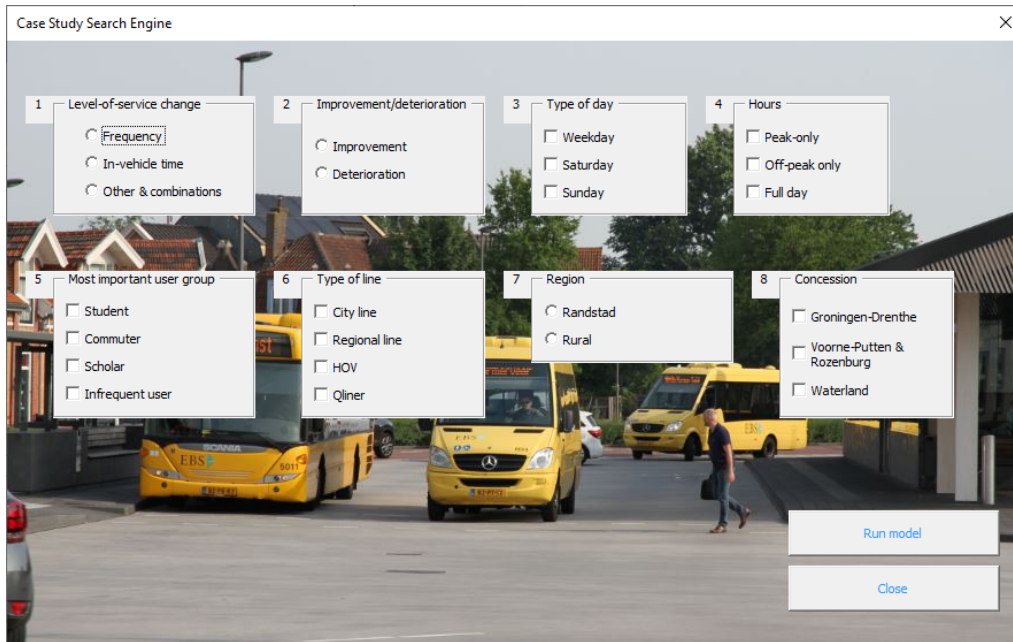 Case Study Search Engine
1 Level-of-service change
Frequency
In-vehicle time
Other & combinations
2 Improvement/deterioration
Improvement
Deterioration
3 Type of day
Weekday
Saturday
Sunday
4 Hours
Peak-only
Off-peak only
Full day
5 Most important user group
Student
Commuter
Scholar
Infrequent user
6 Type of line
City line
Regional line
HOV
Qliner
7 Region
Randstad
Rural
8 Concession
Groningen-Drenthe
Voorne-Putten &
Rozenburg
Waterland
SCANIA
EBS
5011
EBS
Run model
Close